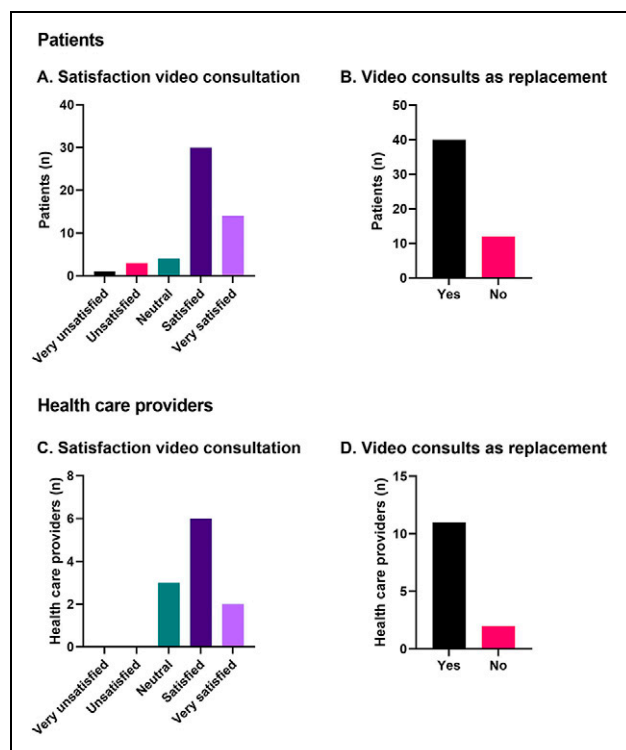 Patients
A. Satisfaction video consultation
40
30
20
10
0
Patients (n)
Very unsatisfied
Unsatisfied
Neutral
Satisfied
Very satisfied
B. Video consults as replacement
50
40
30
20
10
0
Patients (n)
Yes
No
Health care providers
C. Satisfaction video consultation
8
6
4
2
0
Health care providers (n)
Very unsatisfied
Unsatisfied
Neutral
Satisfied
Very satisfied
D. Video consults as replacement
15
10
5
0
Health care providers (n)
Yes
No